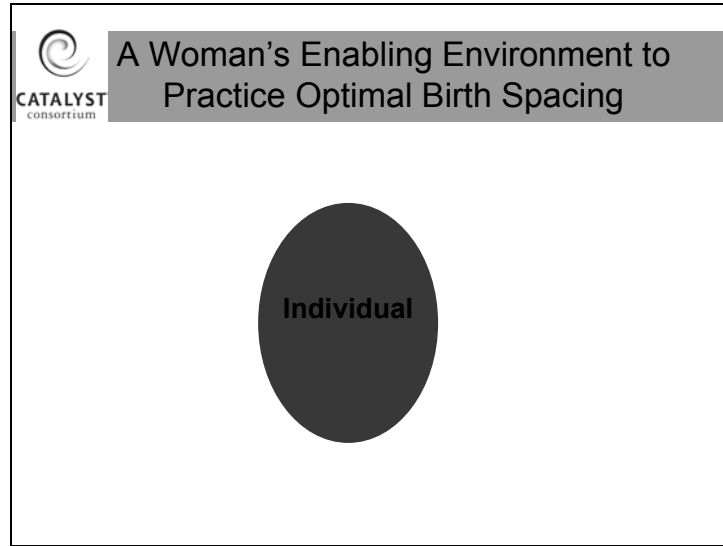 A Woman's Enabling Environment to
Practice Optimal Birth Spacing
CATALYST
consortium
Individual